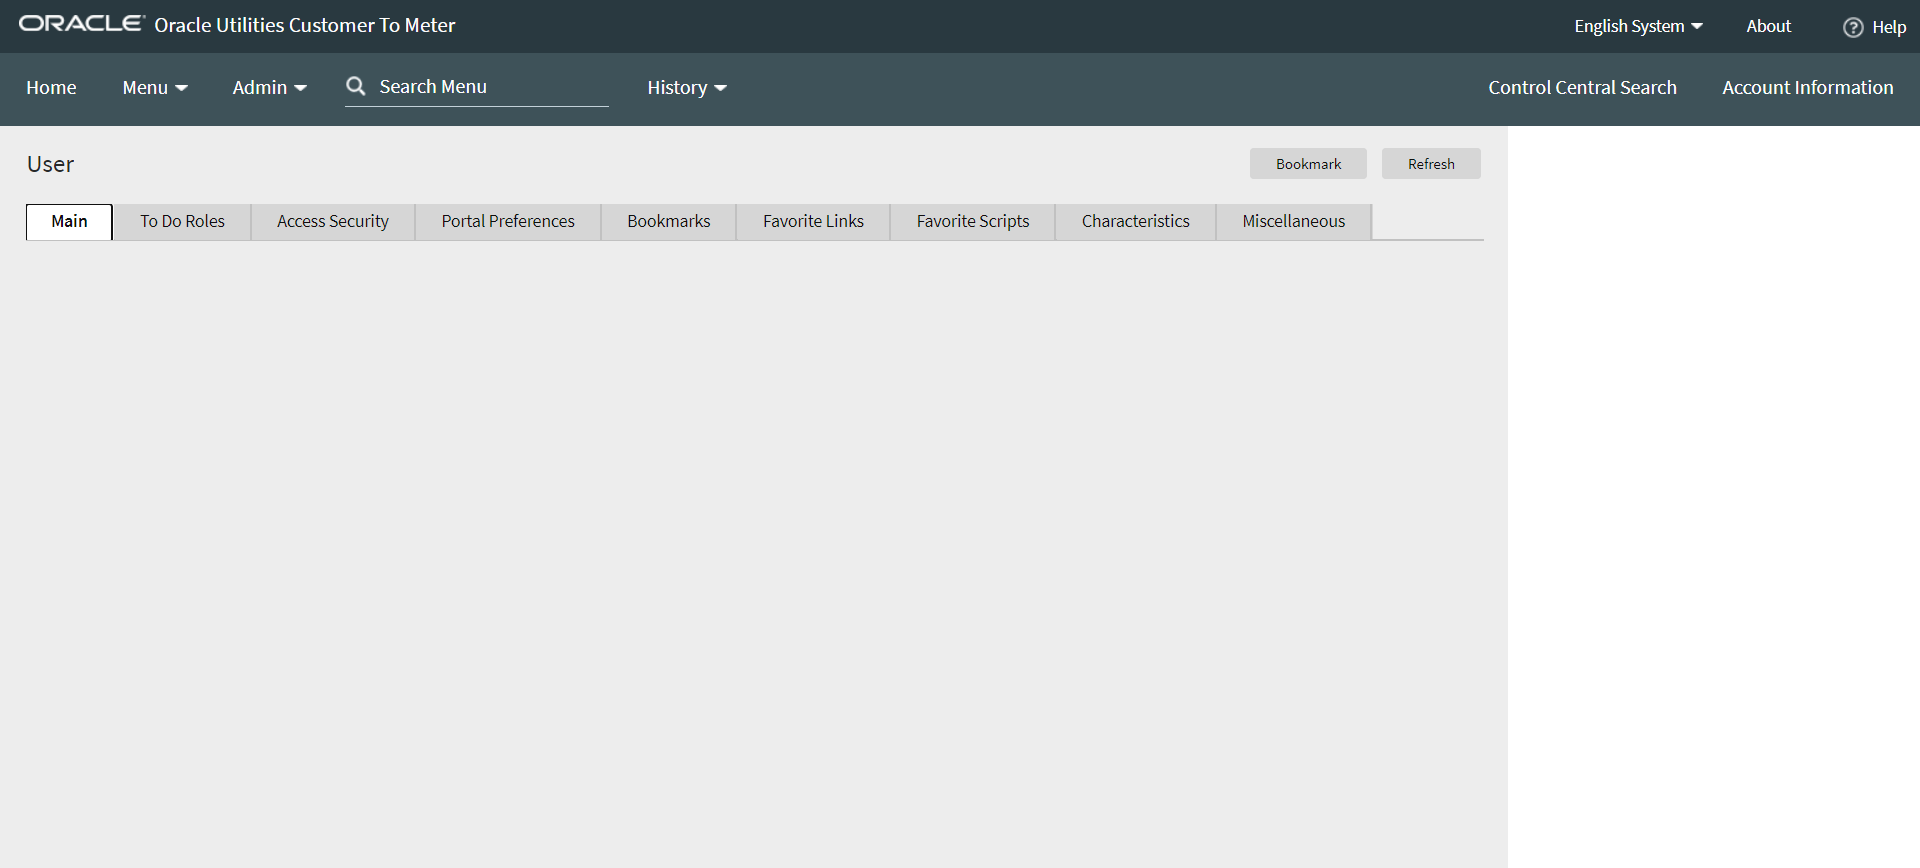 ORACLE Oracle Utilities Customer To Meter English System About Help
Home Menu Admin Search Menu History Control Central Search Account Information
User Bookmark Refresh
Main To Do Roles Access Security Portal Preferences Bookmarks Favorite Links Favorite Scripts Characteristics Miscellaneous